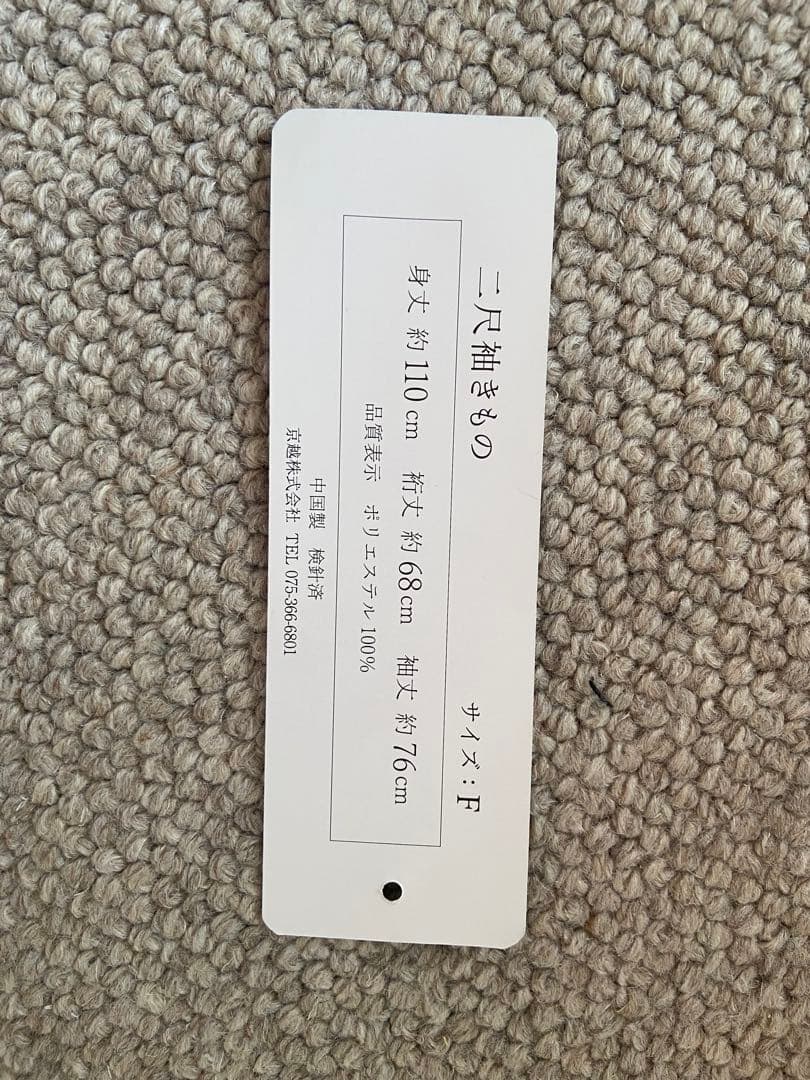 二尺袖きもの サイズ：F
身丈 約110cm 裄丈 約68cm 袖丈 約76cm
品質表示 ポリエステル100%
中国製 検針済
京越株式会社 TEL 075-366-6801